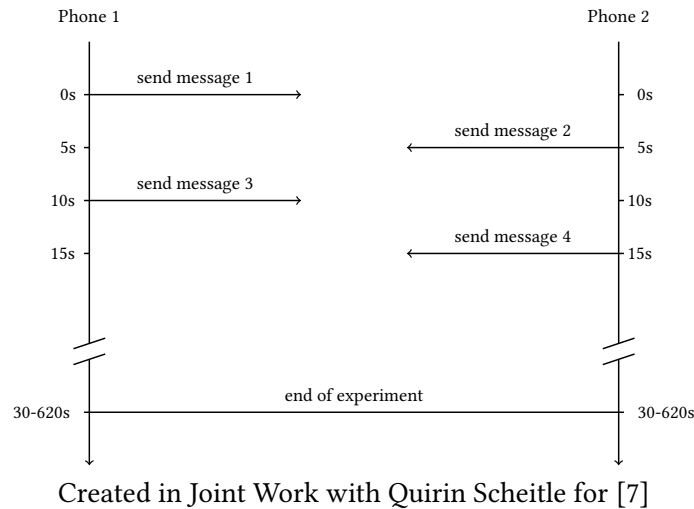 Phone 1 Phone 2
send message 1
0s 0s
send message 2
5s 5s
send message 3
10s 10s
send message 4
15s 15s
end of experiment
30-620s 30-620s
Created in Joint Work with Quirin Scheitle for [7]